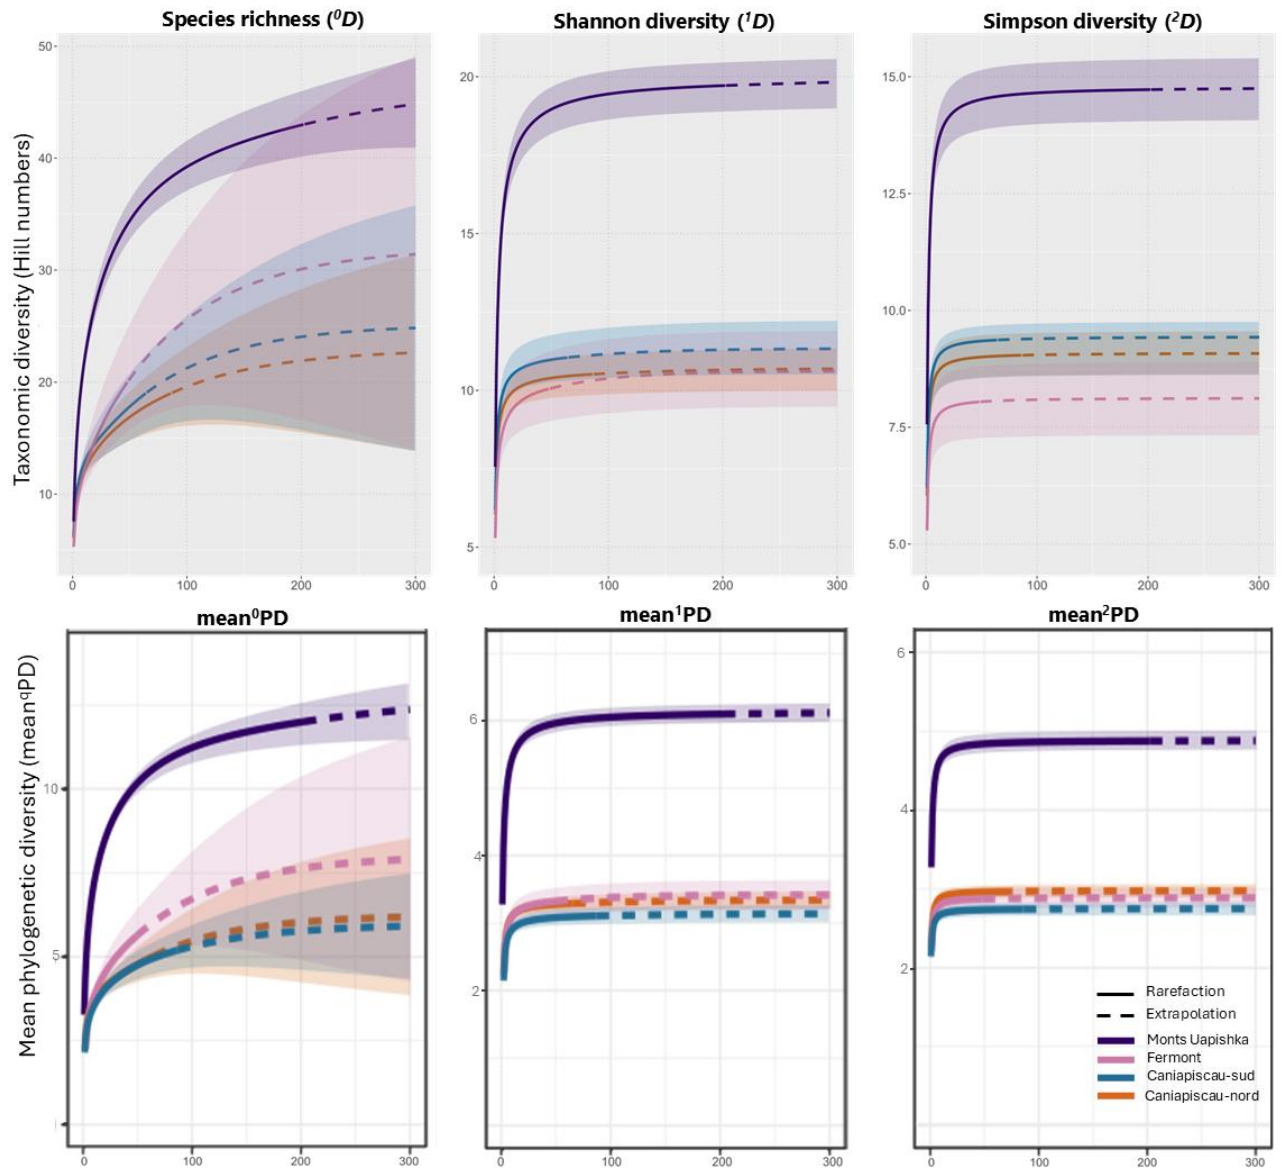 Species richness (⁰D)
Shannon diversity (¹D)
Simpson diversity (²D)
Taxonomic diversity (Hill numbers)
50
40
30
20
10
0 100 200 300
20
15
10
5
0 100 200 300
15.0
12.5
10.0
7.5
5.0
0 100 200 300
mean⁰PD
mean¹PD
mean²PD
Mean phylogenetic diversity (mean^qPD)
10
5
0 100 200 300
6
4
2
0 100 200 300
6
4
2
0 100 200 300
Rarefaction
Extrapolation
Monts Uapishka
Fermont
Caniapiscau-sud
Caniapiscau-nord